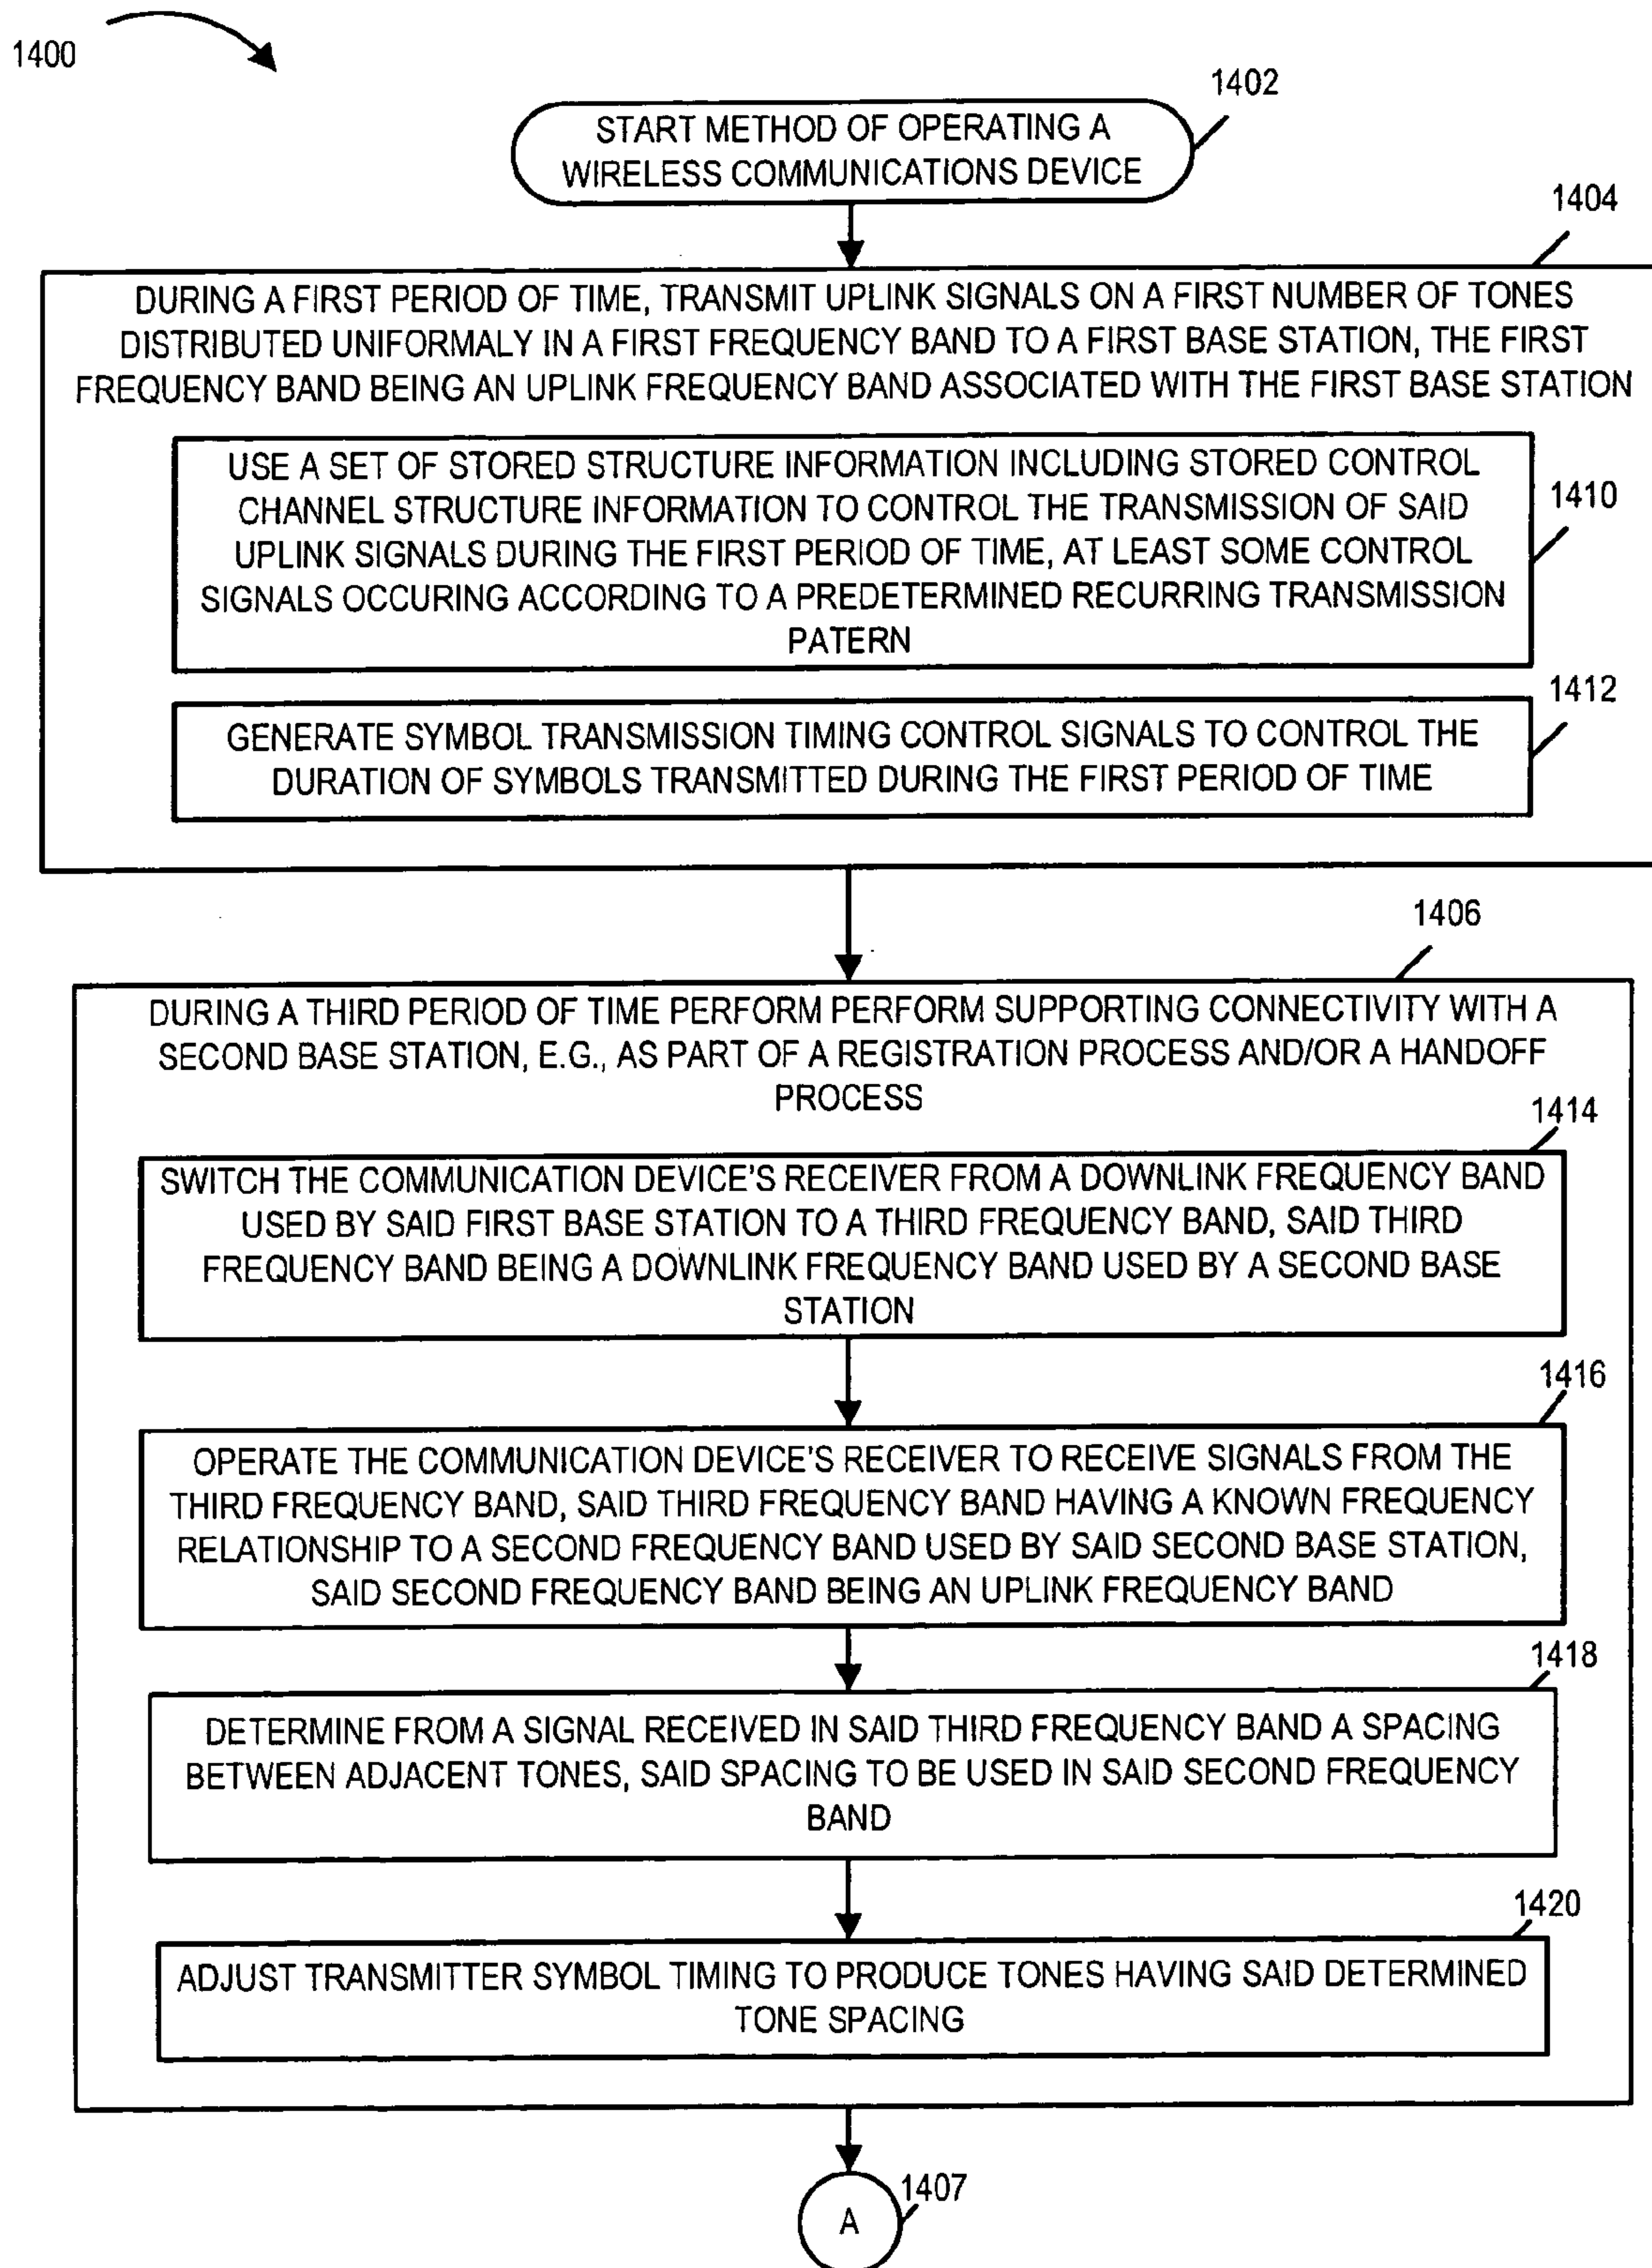 1400
1402
START METHOD OF OPERATING A
WIRELESS COMMUNICATIONS DEVICE
1404
DURING A FIRST PERIOD OF TIME, TRANSMIT UPLINK SIGNALS ON A FIRST NUMBER OF TONES
DISTRIBUTED UNIFORMALY IN A FIRST FREQUENCY BAND TO A FIRST BASE STATION, THE FIRST
FREQUENCY BAND BEING AN UPLINK FREQUENCY BAND ASSOCIATED WITH THE FIRST BASE STATION
USE A SET OF STORED STRUCTURE INFORMATION INCLUDING STORED CONTROL
CHANNEL STRUCTURE INFORMATION TO CONTROL THE TRANSMISSION OF SAID
UPLINK SIGNALS DURING THE FIRST PERIOD OF TIME, AT LEAST SOME CONTROL
SIGNALS OCCURING ACCORDING TO A PREDETERMINED RECURRING TRANSMISSION
PATERN
1410
1412
GENERATE SYMBOL TRANSMISSION TIMING CONTROL SIGNALS TO CONTROL THE
DURATION OF SYMBOLS TRANSMITTED DURING THE FIRST PERIOD OF TIME
1406
DURING A THIRD PERIOD OF TIME PERFORM PERFORM SUPPORTING CONNECTIVITY WITH A
SECOND BASE STATION, E.G., AS PART OF A REGISTRATION PROCESS AND/OR A HANDOFF
PROCESS
1414
SWITCH THE COMMUNICATION DEVICE'S RECEIVER FROM A DOWNLINK FREQUENCY BAND
USED BY SAID FIRST BASE STATION TO A THIRD FREQUENCY BAND, SAID THIRD
FREQUENCY BAND BEING A DOWNLINK FREQUENCY BAND USED BY A SECOND BASE
STATION
1416
OPERATE THE COMMUNICATION DEVICE'S RECEIVER TO RECEIVE SIGNALS FROM THE
THIRD FREQUENCY BAND, SAID THIRD FREQUENCY BAND HAVING A KNOWN FREQUENCY
RELATIONSHIP TO A SECOND FREQUENCY BAND USED BY SAID SECOND BASE STATION,
SAID SECOND FREQUENCY BAND BEING AN UPLINK FREQUENCY BAND
1418
DETERMINE FROM A SIGNAL RECEIVED IN SAID THIRD FREQUENCY BAND A SPACING
BETWEEN ADJACENT TONES, SAID SPACING TO BE USED IN SAID SECOND FREQUENCY
BAND
1420
ADJUST TRANSMITTER SYMBOL TIMING TO PRODUCE TONES HAVING SAID DETERMINED
TONE SPACING
1407
A